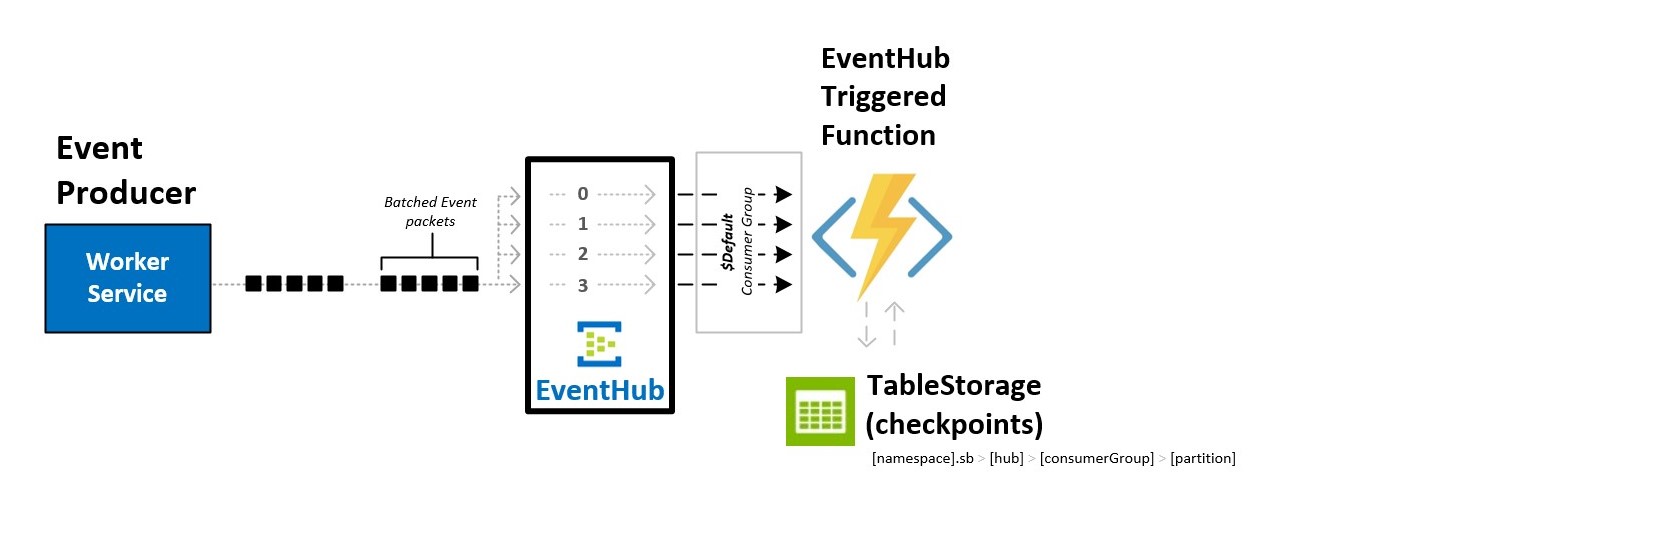 Event
Producer
Worker
Service
Batched Event
packets
0
1
2
3
EventHub
$Default
Consumer Group
EventHub
Triggered
Function
TableStorage
(checkpoints)
[namespace].sb > [hub] > [consumerGroup] > [partition]